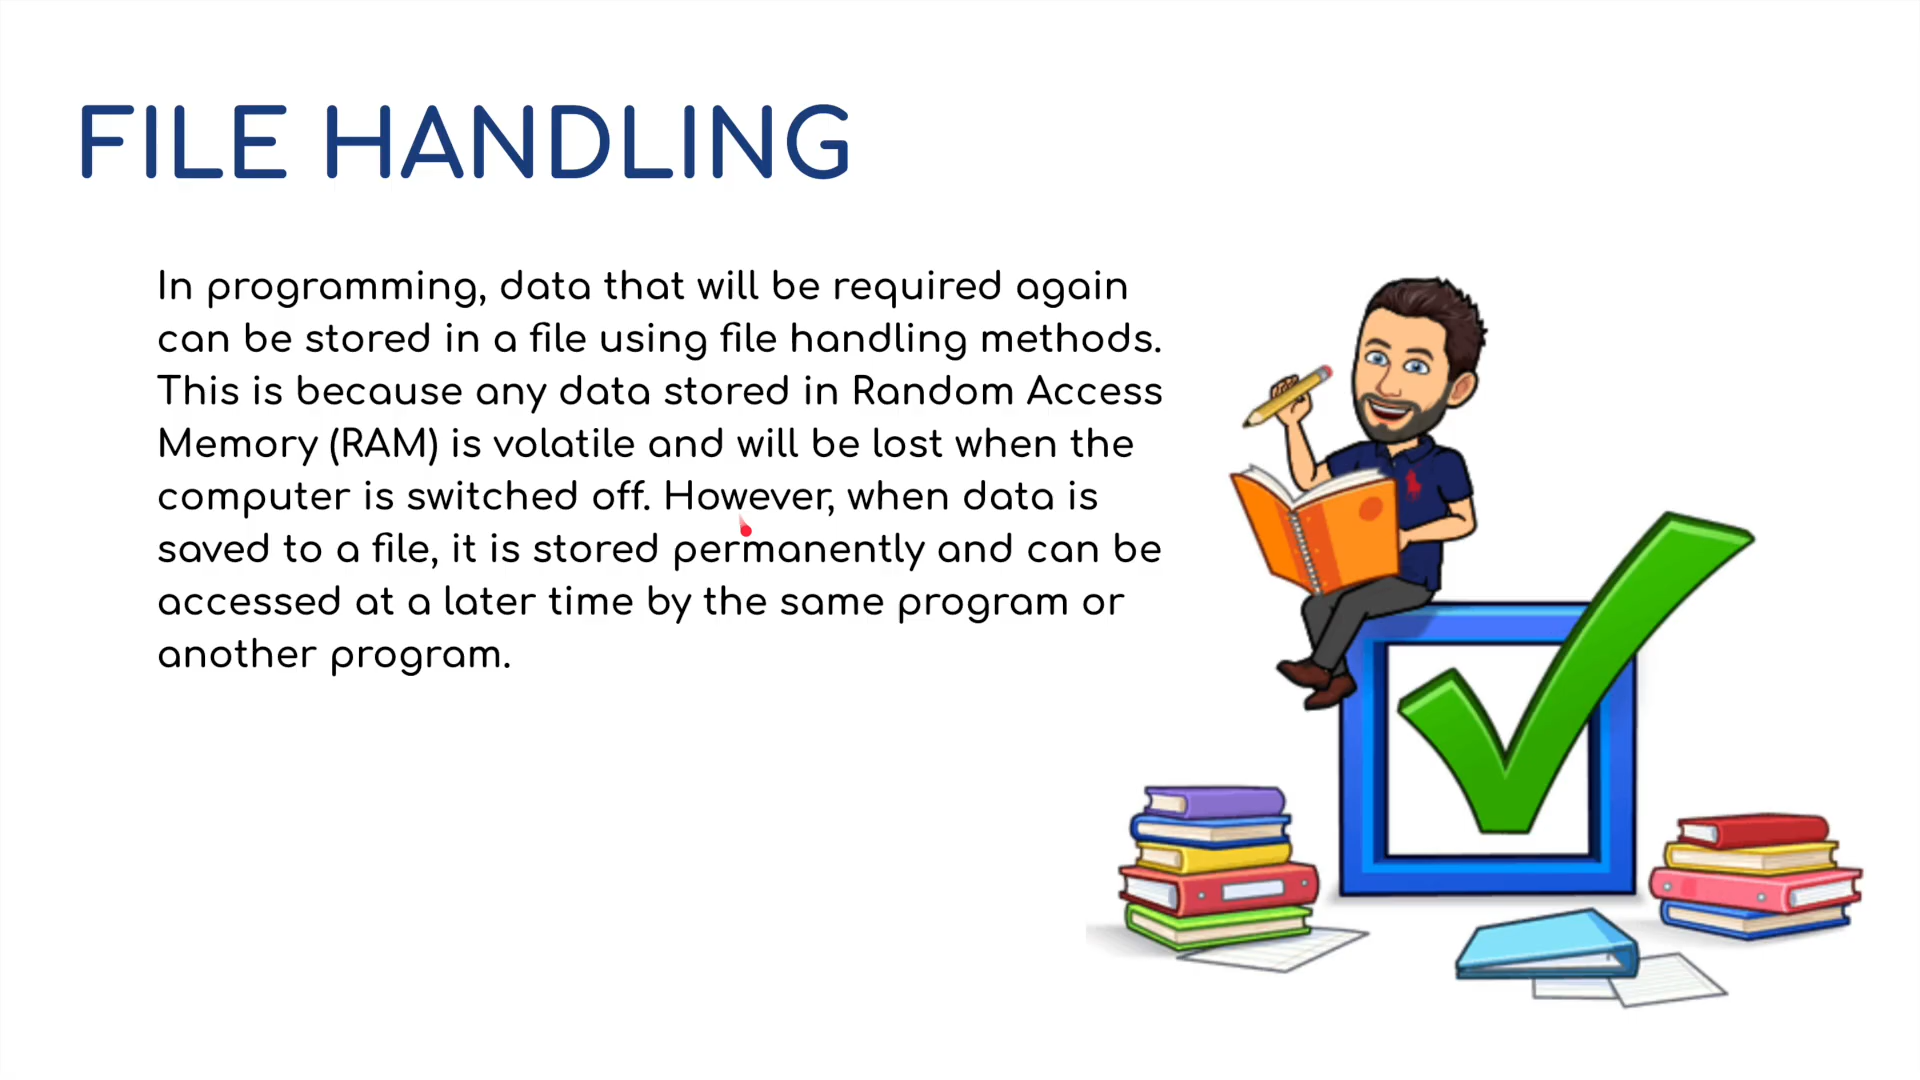 FILE HANDLING
In programming, data that will be required again
can be stored in a file using file handling methods.
This is because any data stored in Random Access
Memory (RAM) is volatile and will be lost when the
computer is switched off. However, when data is
saved to a file, it is stored permanently and can be
accessed at a later time by the same program or
another program.